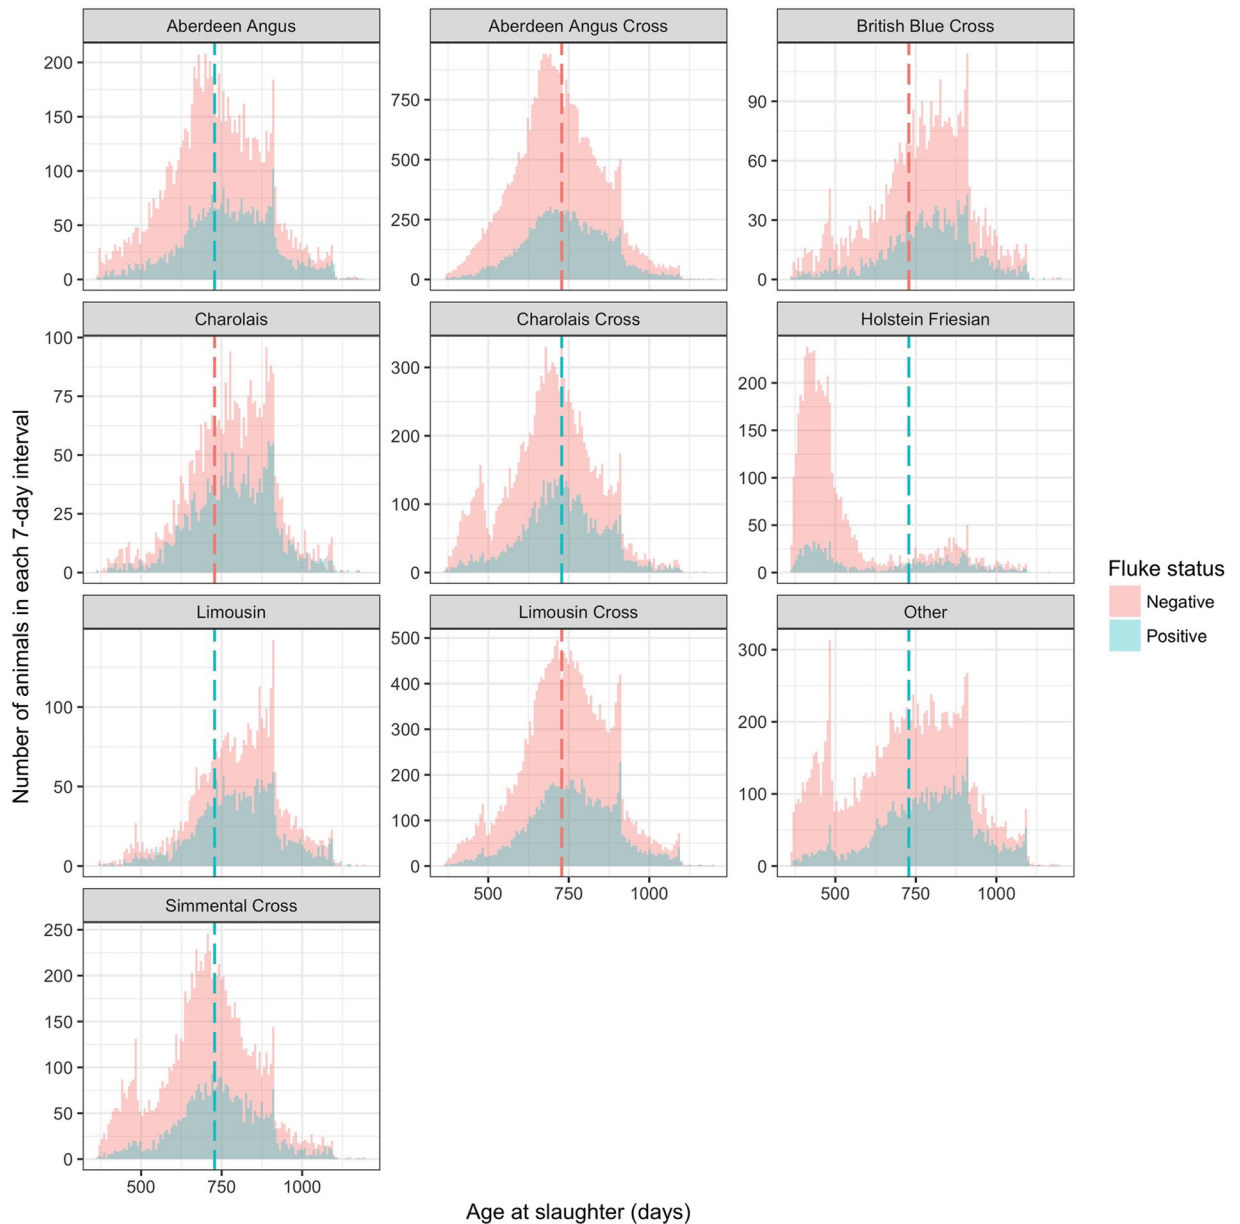 Aberdeen Angus
Aberdeen Angus Cross
British Blue Cross
200
150
100
50
0
750
500
250
0
90
60
30
0
Charolais
Charolais Cross
Holstein Friesian
100
75
50
25
0
300
200
100
0
200
150
100
50
0
Limousin
Limousin Cross
Other
100
50
0
500
400
300
200
100
0
300
200
100
0
500 750 1000
500 750 1000
Simmental Cross
250
200
150
100
50
0
500 750 1000
Number of animals in each 7-day interval
Age at slaughter (days)
Fluke status
Negative
Positive